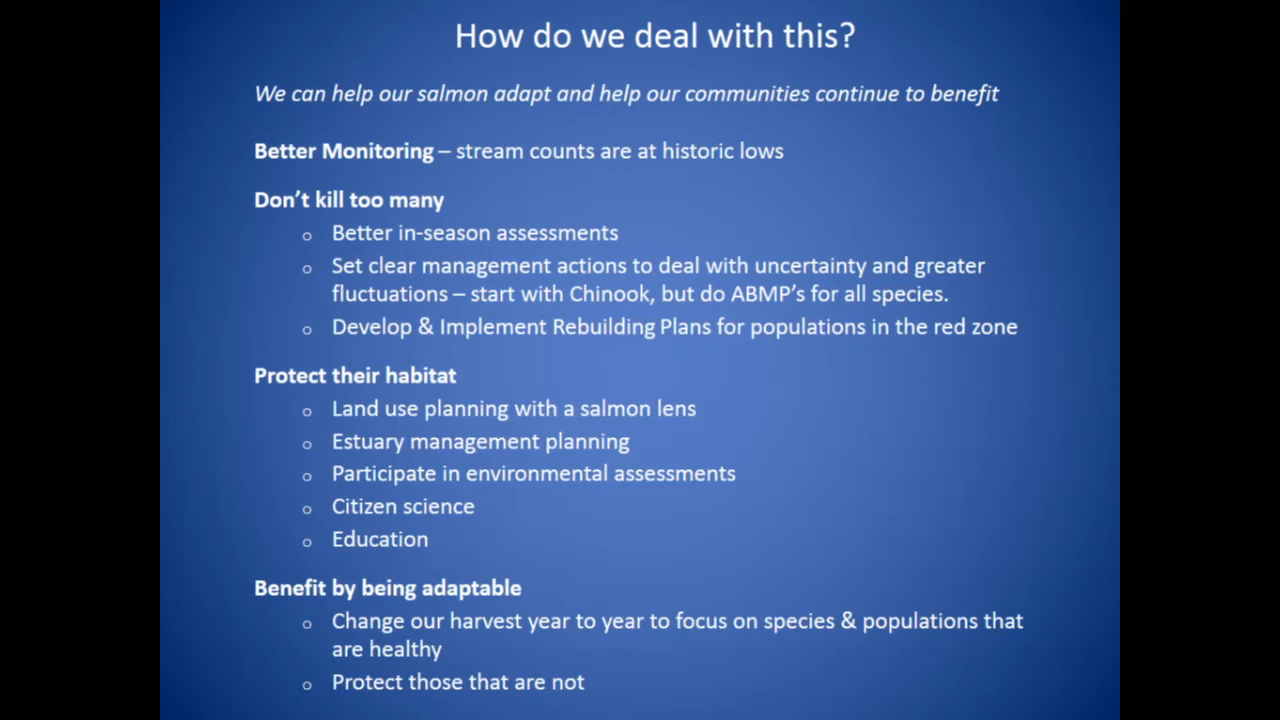 How do we deal with this?
We can help our salmon adapt and help our communities continue to benefit
Better Monitoring – stream counts are at historic lows
Don't kill too many
o Better in-season assessments
o Set clear management actions to deal with uncertainty and greater
fluctuations – start with Chinook, but do ABMP's for all species.
o Develop & Implement Rebuilding Plans for populations in the red zone
Protect their habitat
o Land use planning with a salmon lens
o Estuary management planning
o Participate in environmental assessments
o Citizen science
o Education
Benefit by being adaptable
o Change our harvest year to year to focus on species & populations that
are healthy
o Protect those that are not